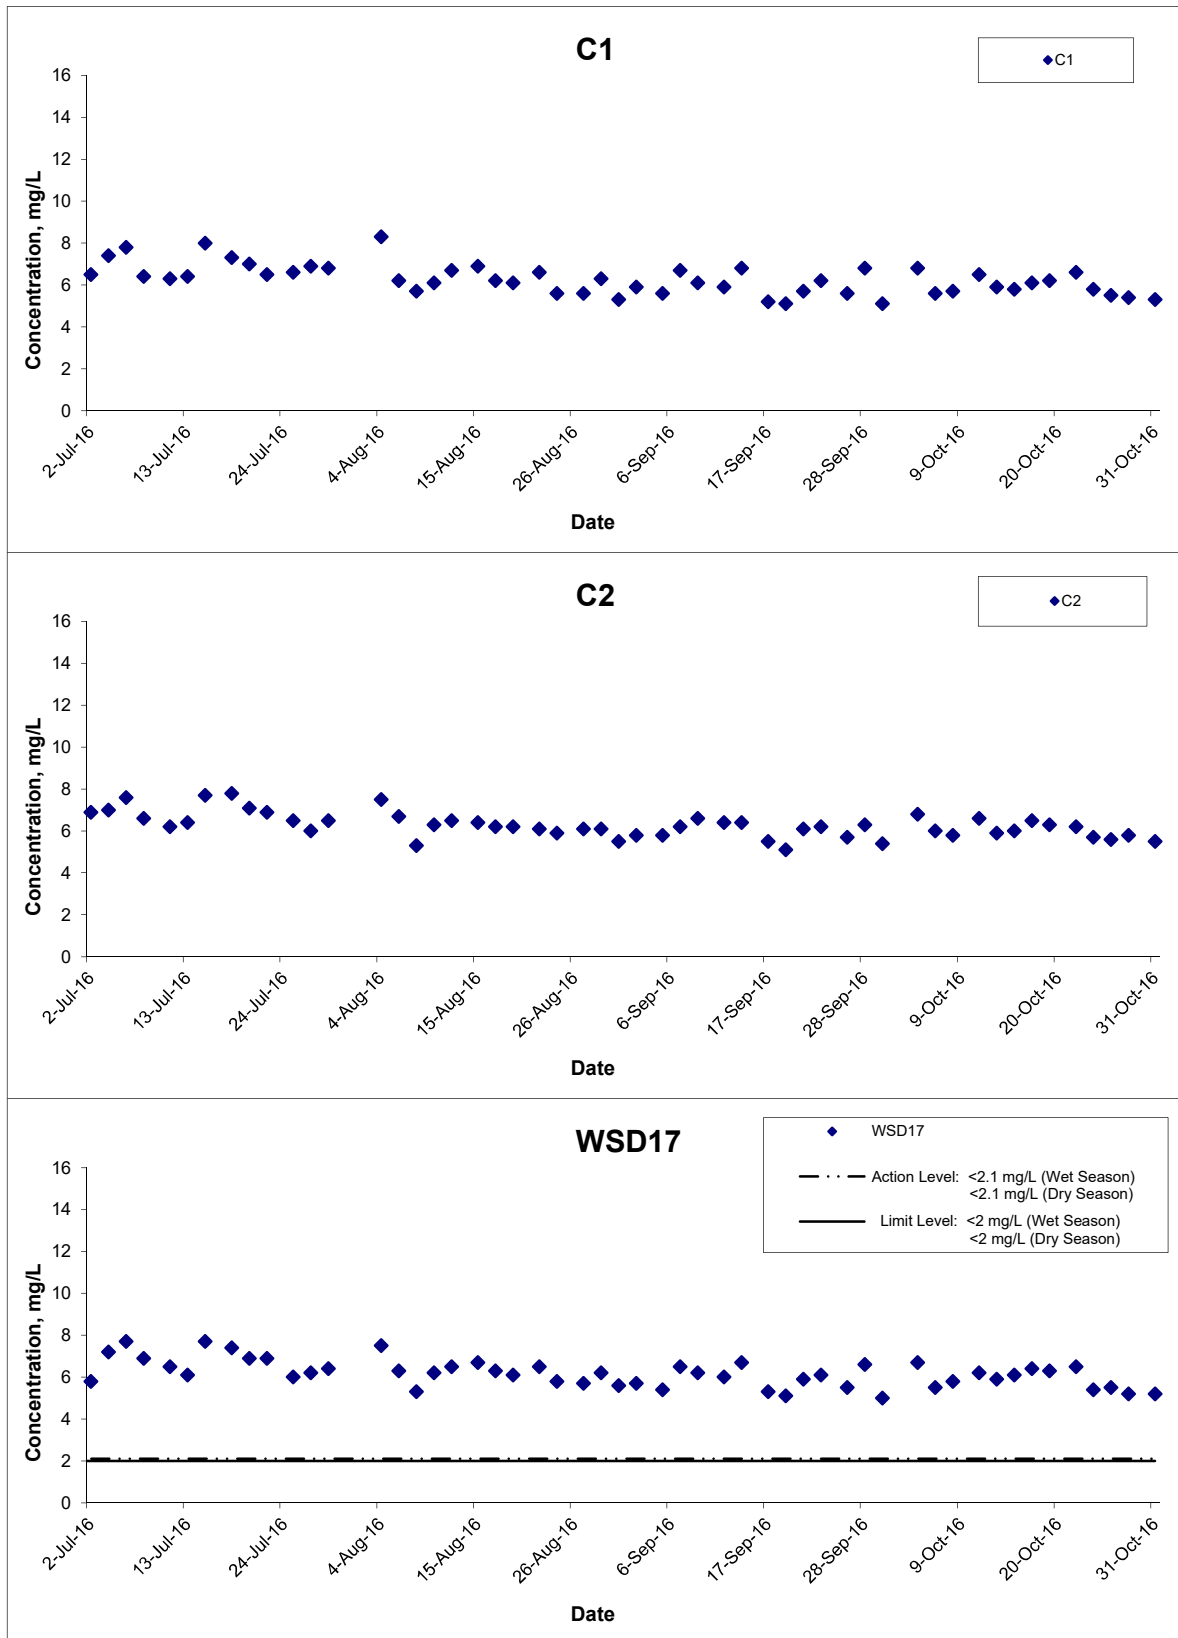 C1
C1
16
14
12
10
8
6
4
2
0
Concentration, mg/L
2-Jul-16
13-Jul-16
24-Jul-16
4-Aug-16
15-Aug-16
26-Aug-16
6-Sep-16
17-Sep-16
28-Sep-16
9-Oct-16
20-Oct-16
31-Oct-16
Date
C2
C2
16
14
12
10
8
6
4
2
0
Concentration, mg/L
2-Jul-16
13-Jul-16
24-Jul-16
4-Aug-16
15-Aug-16
26-Aug-16
6-Sep-16
17-Sep-16
28-Sep-16
9-Oct-16
20-Oct-16
31-Oct-16
Date
WSD17
WSD17
Action Level: <2.1 mg/L (Wet Season)
<2.1 mg/L (Dry Season)
Limit Level: <2 mg/L (Wet Season)
<2 mg/L (Dry Season)
16
14
12
10
8
6
4
2
0
Concentration, mg/L
2-Jul-16
13-Jul-16
24-Jul-16
4-Aug-16
15-Aug-16
26-Aug-16
6-Sep-16
17-Sep-16
28-Sep-16
9-Oct-16
20-Oct-16
31-Oct-16
Date